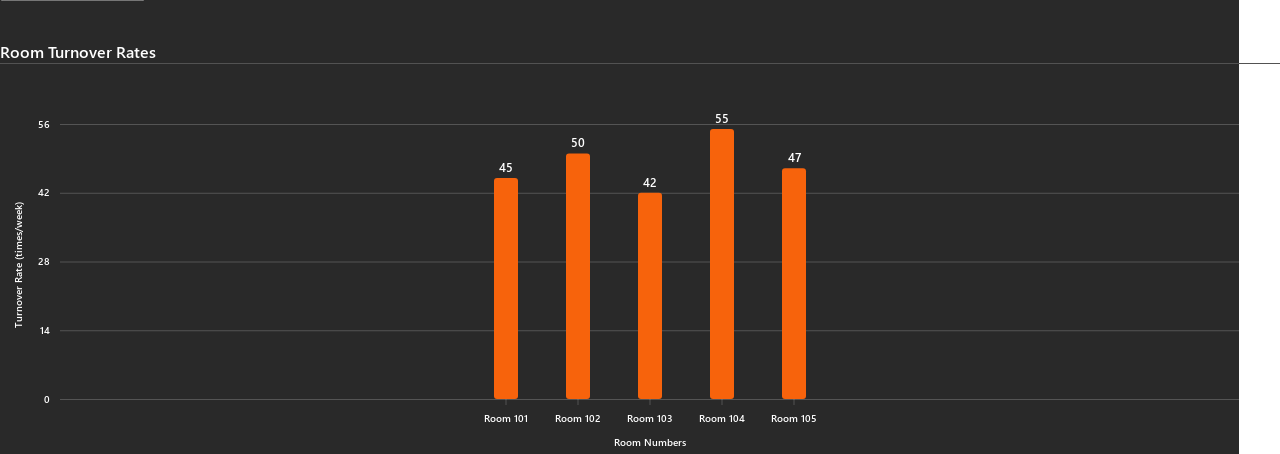 Room Turnover Rates
Turnover Rate (times/week)
56
42
28
14
0
45
50
42
55
47
Room 101
Room 102
Room 103
Room 104
Room 105
Room Numbers